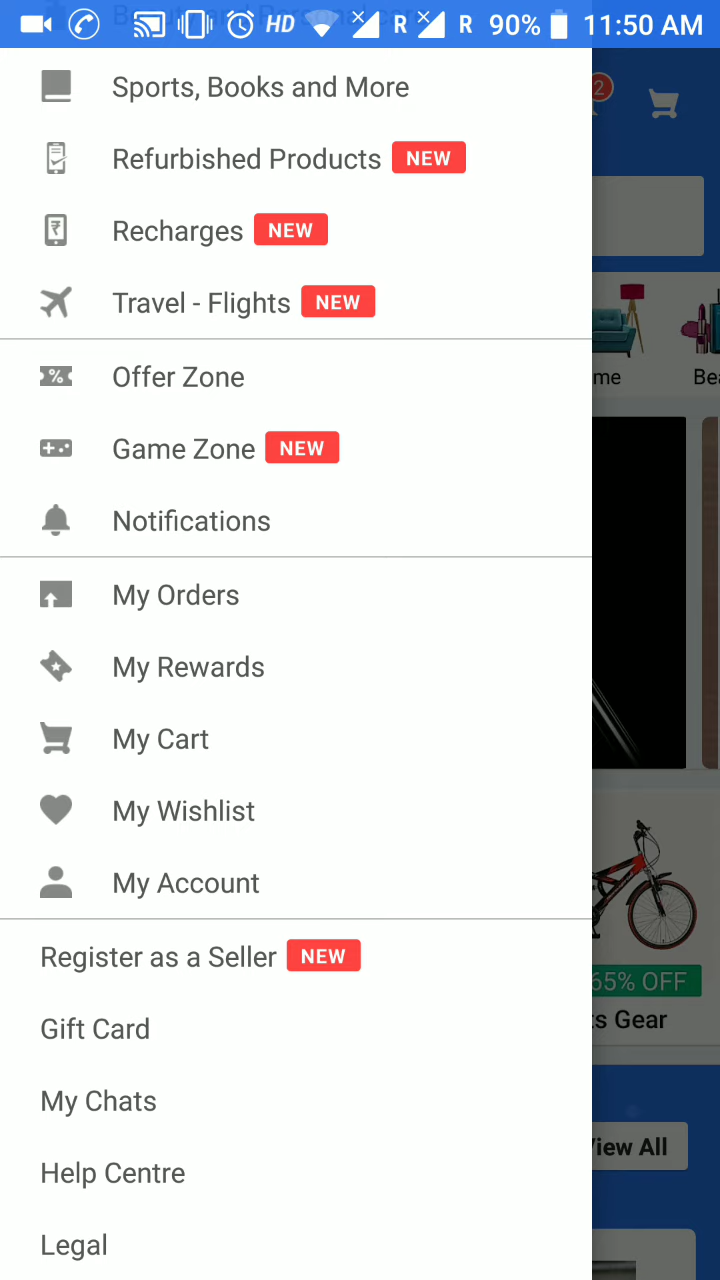 HD R R 90% 11:50 AM
Sports, Books and More
2
Refurbished Products NEW
Recharges NEW
Travel - Flights NEW
Offer Zone
me
Game Zone NEW
Notifications
My Orders
My Rewards
My Cart
My Wishlist
My Account
Register as a Seller NEW
65% OFF
Gift Card
ts Gear
My Chats
View All
Help Centre
Legal